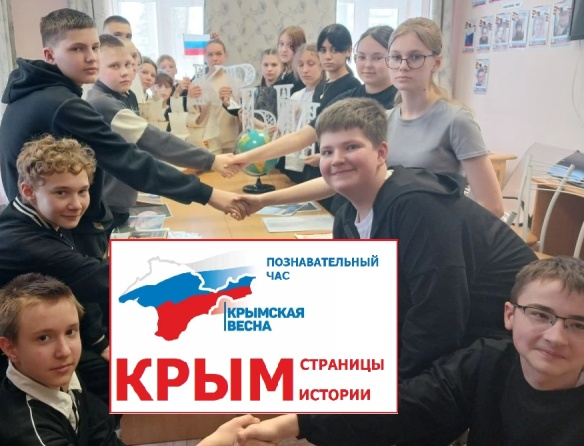 ПОЗНАВАТЕЛЬНЫЙ
ЧАС
КРЫМСКАЯ
ВЕСНА
КРЫМ
СТРАНИЦЫ
ИСТОРИИ